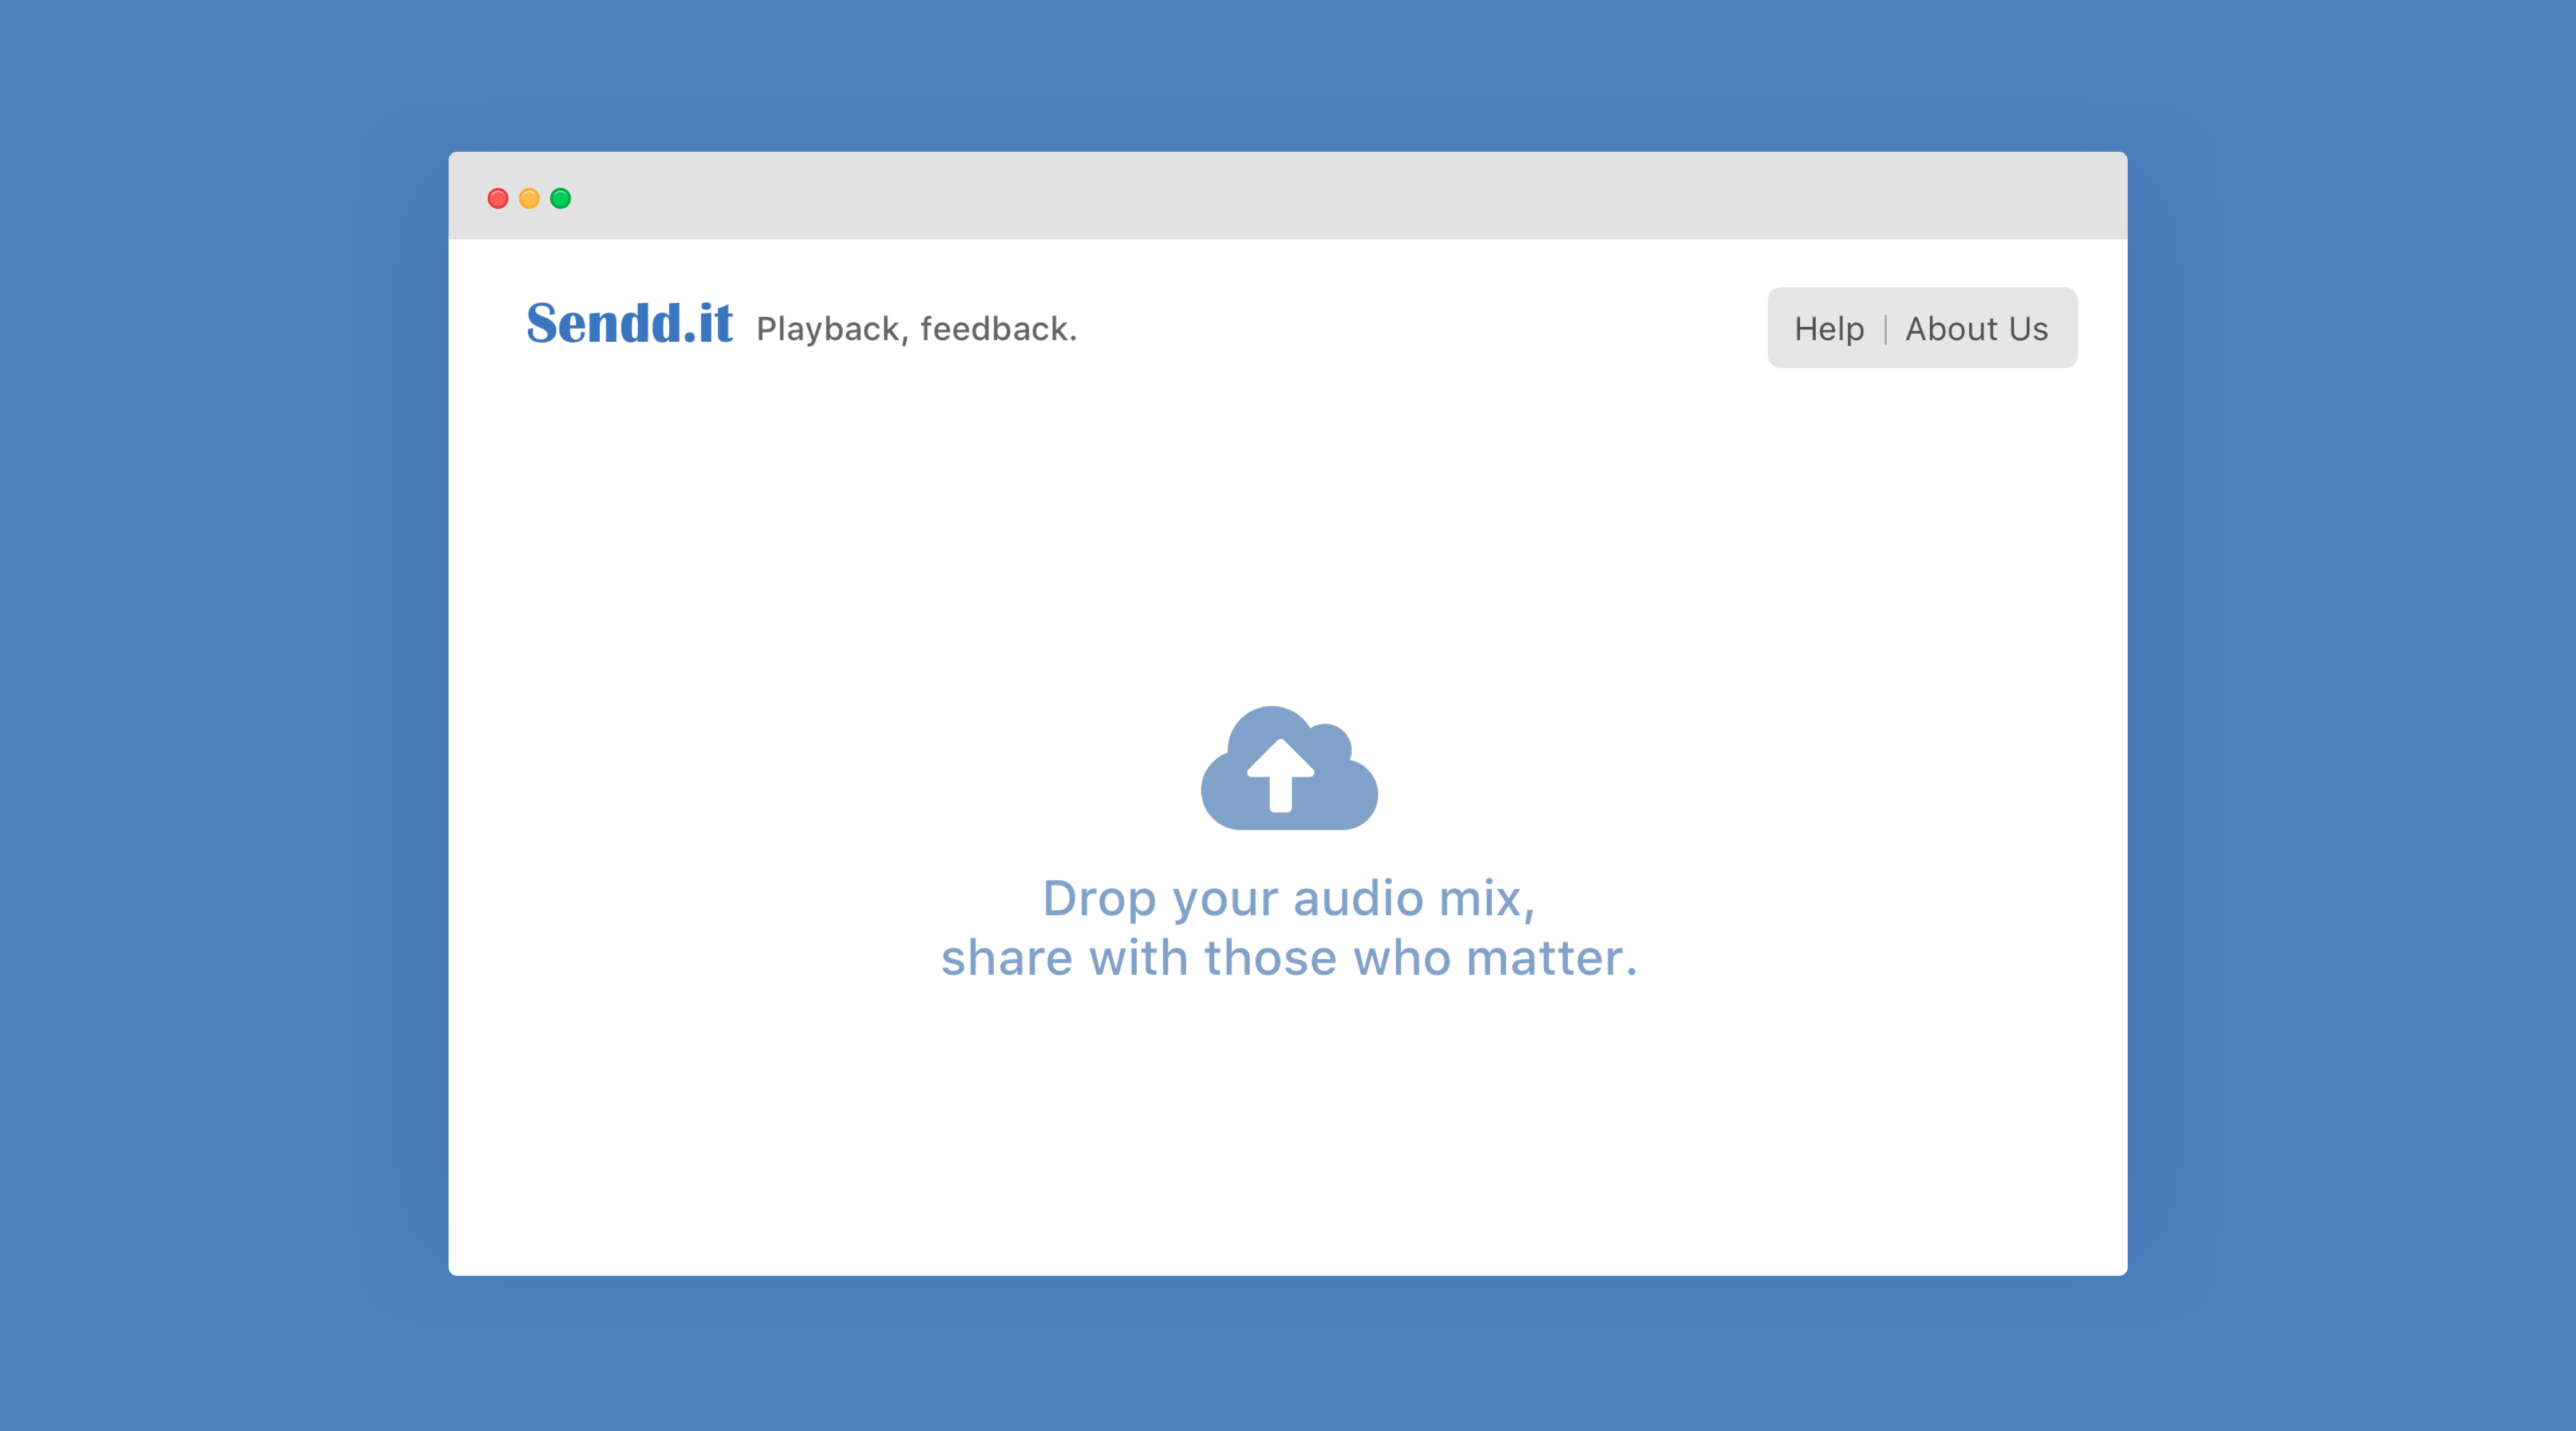 Sendd.it Playback, feedback.
Help | About Us
Drop your audio mix,
share with those who matter.